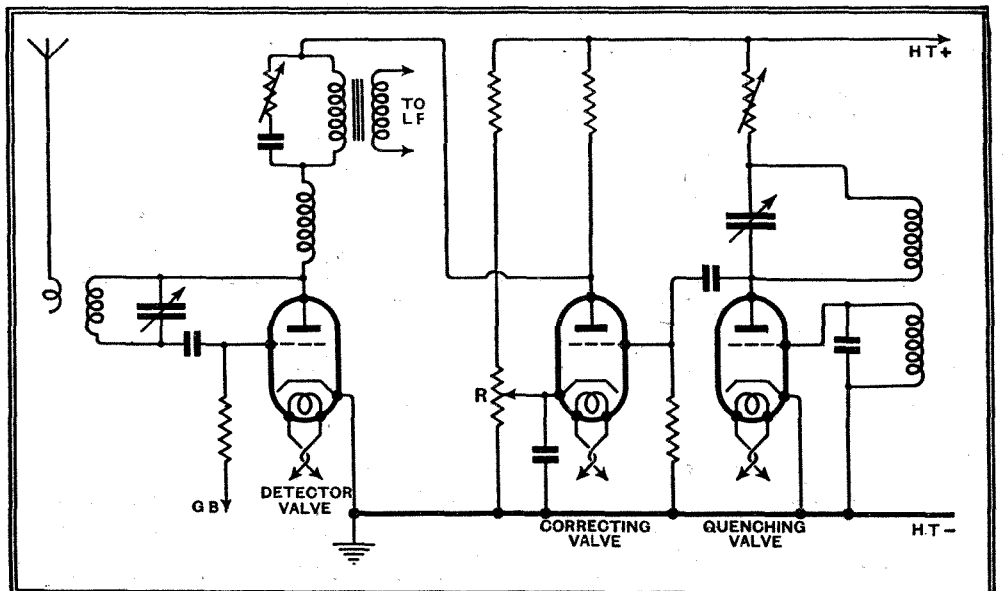 HT+
TO
LF
R
GB
DETECTOR
VALVE
CORRECTING
VALVE
QUENCHING
VALVE
H.T-